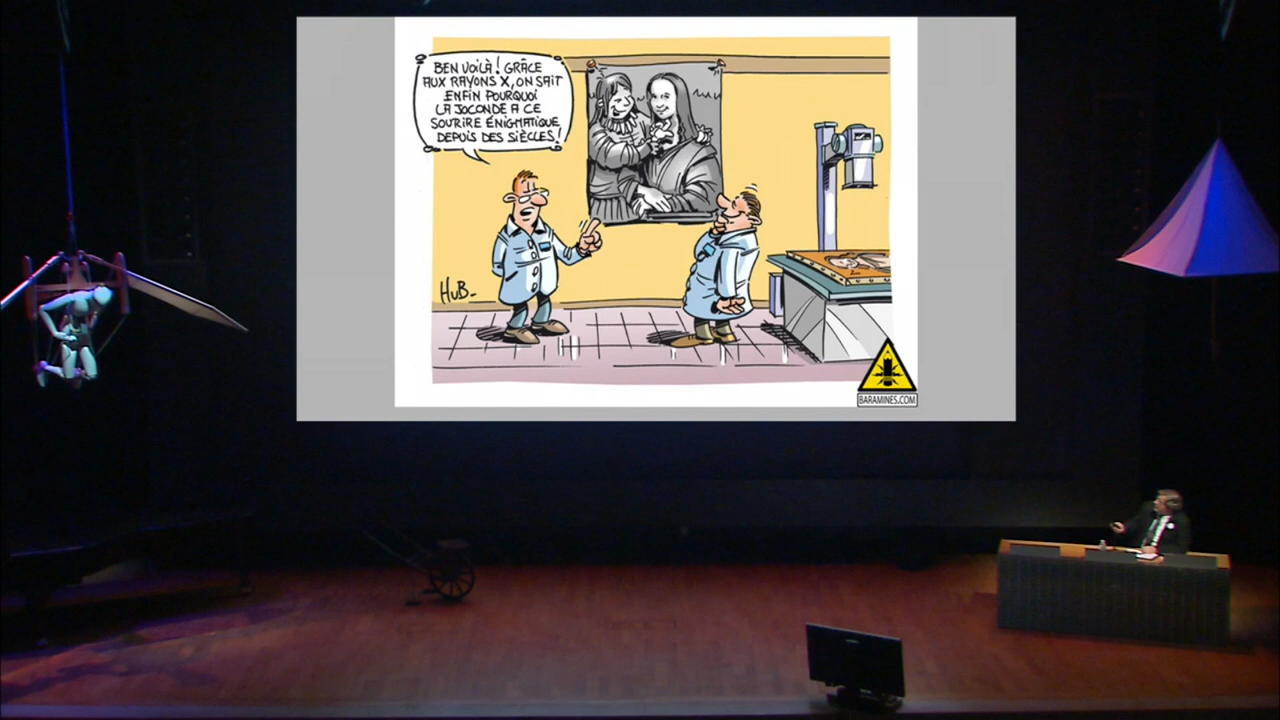 BEN VOILÀ ! GRÂCE
AUX RAYONS X, ON SAIT
ENFIN POURQUOI
LA JOCONDE A CE
SOURIRE ÉNIGMATIQUE
DEPUIS DES SIÈCLES !
HUB-
BARAMINES.COM